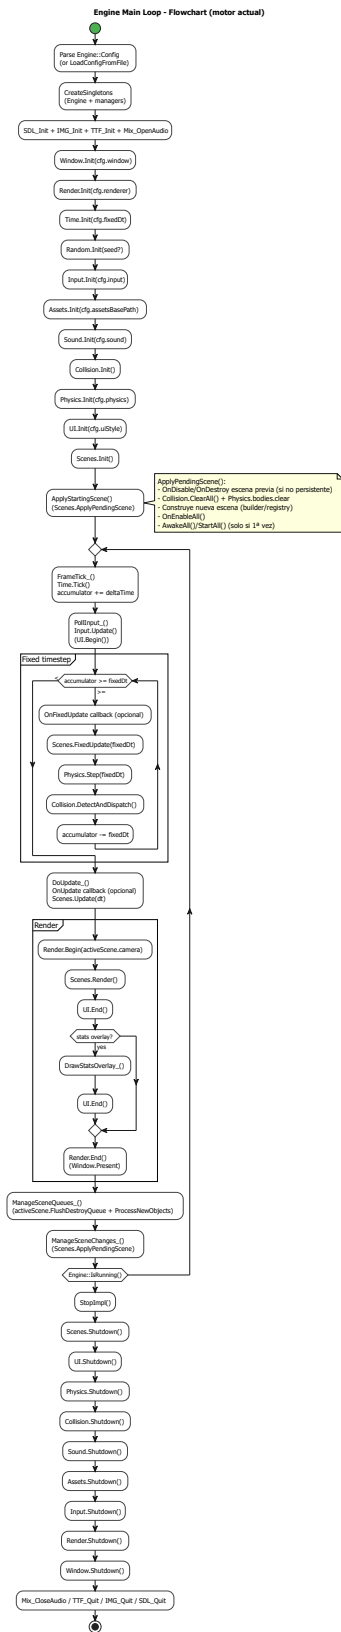 Engine Main Loop - Flowchart (motor actual)
Parse Engine::Config
(or LoadConfigFromFile)
CreateSingletons
(Engine + managers)
SDL_Init + IMG_Init + TTF_Init + Mix_OpenAudio
Window.Init(cfg.window)
Render.Init(cfg.renderer)
Time.Init(cfg.fixedDt)
Random.Init(seed?)
Input.Init(cfg.input)
Assets.Init(cfg.assetsBasePath)
Sound.Init(cfg.sound)
Collision.Init()
Physics.Init(cfg.physics)
UI.Init(cfg.uiStyle)
Scenes.Init()
ApplyStartingScene()
(Scenes.ApplyPendingScene)
ApplyPendingScene():
- OnDisable/OnDestroy escena previa (si no persistente)
- Collision.ClearAll() + Physics.bodies.clear
- Construye nueva escena (builder/registry)
- OnEnableAll()
- AwakeAll()/StartAll() (solo si 1ª vez)
FrameTick_()
Time.Tick()
accumulator += deltaTime
PollInput_()
Input.Update()
(UI.Begin())
Fixed timestep
<
accumulator >= fixedDt
>=
OnFixedUpdate callback (opcional)
Scenes.FixedUpdate(fixedDt)
Physics.Step(fixedDt)
Collision.DetectAndDispatch()
accumulator -= fixedDt
DoUpdate_()
OnUpdate callback (opcional)
Scenes.Update(dt)
Render
Render.Begin(activeScene.camera)
Scenes.Render()
UI.End()
stats overlay?
yes
DrawStatsOverlay_()
UI.End()
Render.End()
(Window.Present)
ManageSceneQueues_()
(activeScene.FlushDestroyQueue + ProcessNewObjects)
ManageSceneChanges_()
(Scenes.ApplyPendingScene)
Engine::IsRunning()
StopImpl()
Scenes.Shutdown()
UI.Shutdown()
Physics.Shutdown()
Collision.Shutdown()
Sound.Shutdown()
Assets.Shutdown()
Input.Shutdown()
Render.Shutdown()
Window.Shutdown()
Mix_CloseAudio / TTF_Quit / IMG_Quit / SDL_Quit